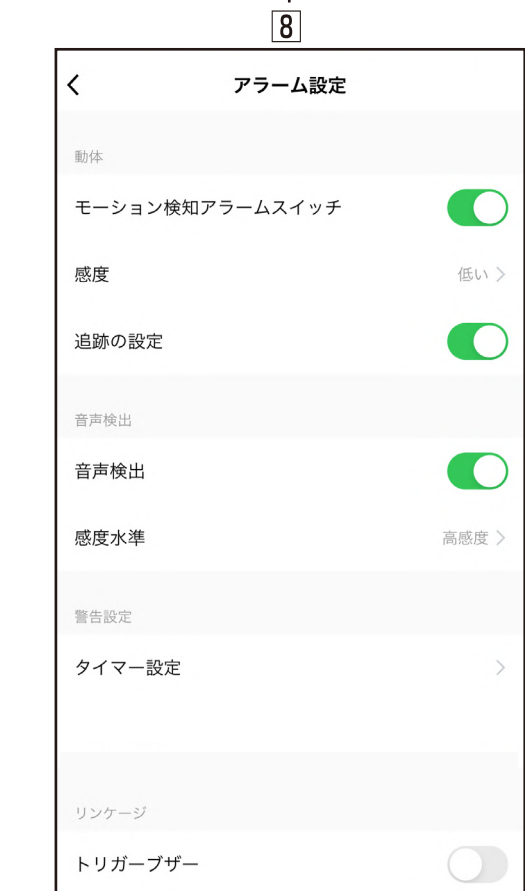 8
アラーム設定
動体
モーション検知アラームスイッチ
感度 低い
追跡の設定
音声検出
音声検出
感度水準 高感度
警告設定
タイマー設定
リンケージ
トリガーブザー